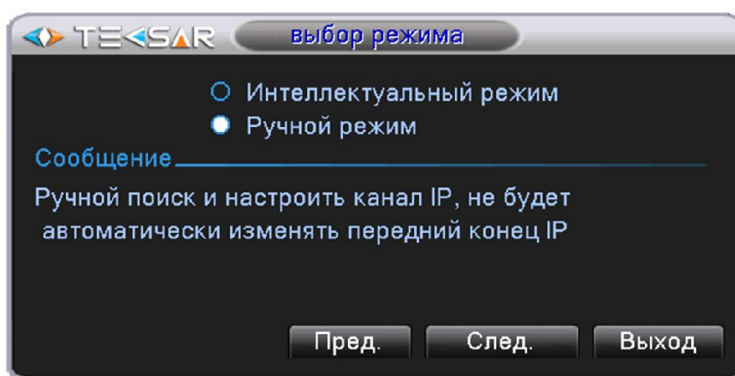 TEKSAR выбор режима
Интеллектуальный режим
Ручной режим
Сообщение
Ручной поиск и настроить канал IP, не будет
автоматически изменять передний конец IP
Пред. След. Выход